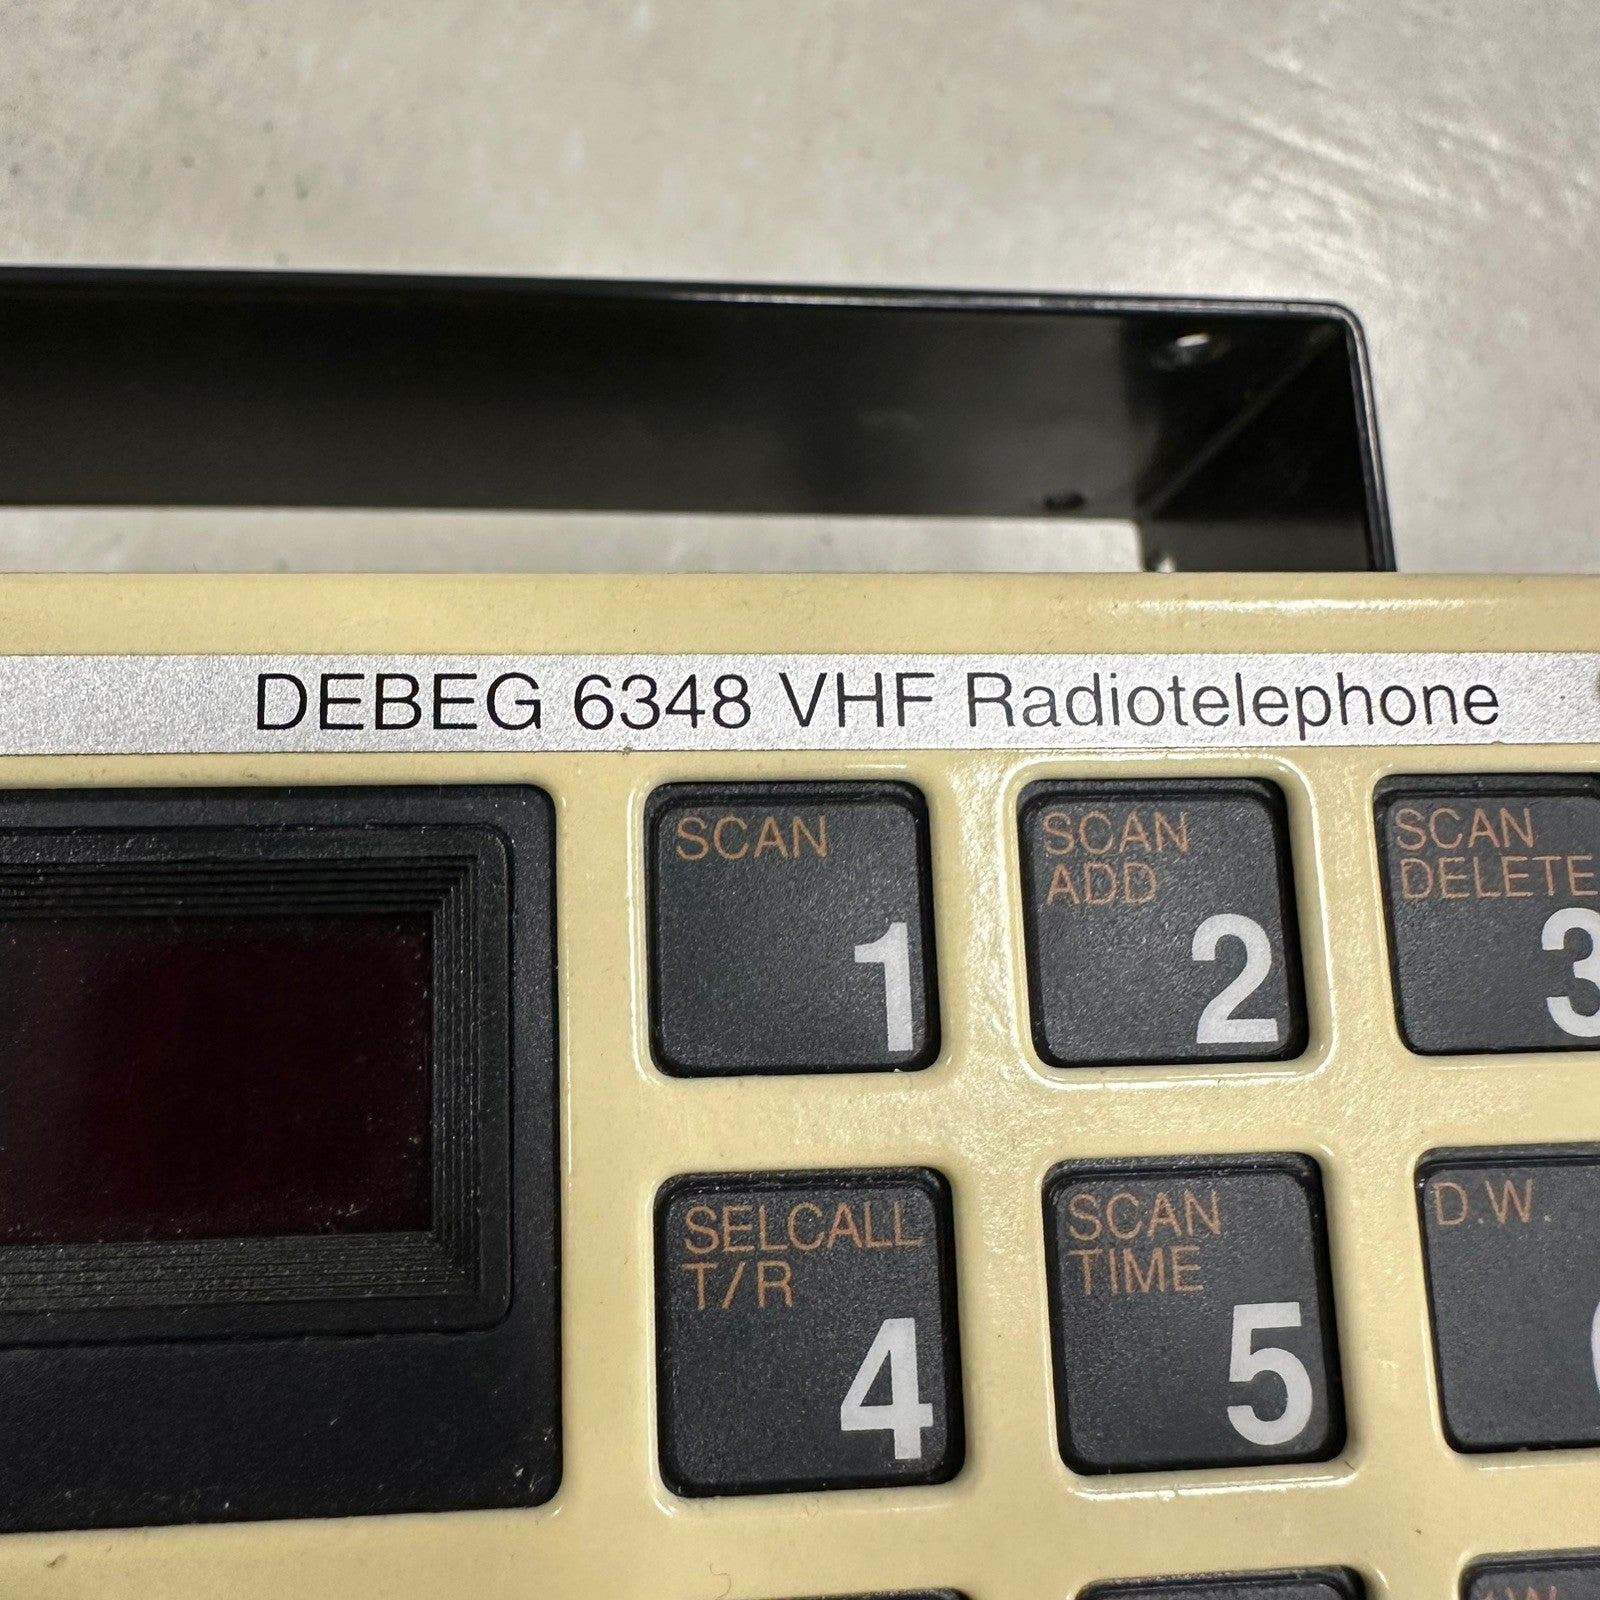 DEBEG 6348 VHF Radiotelephone
SCAN
1
SCAN
ADD
2
SCAN
DELETE
3
SELCALL
T/R
4
SCAN
TIME
5
D.W.